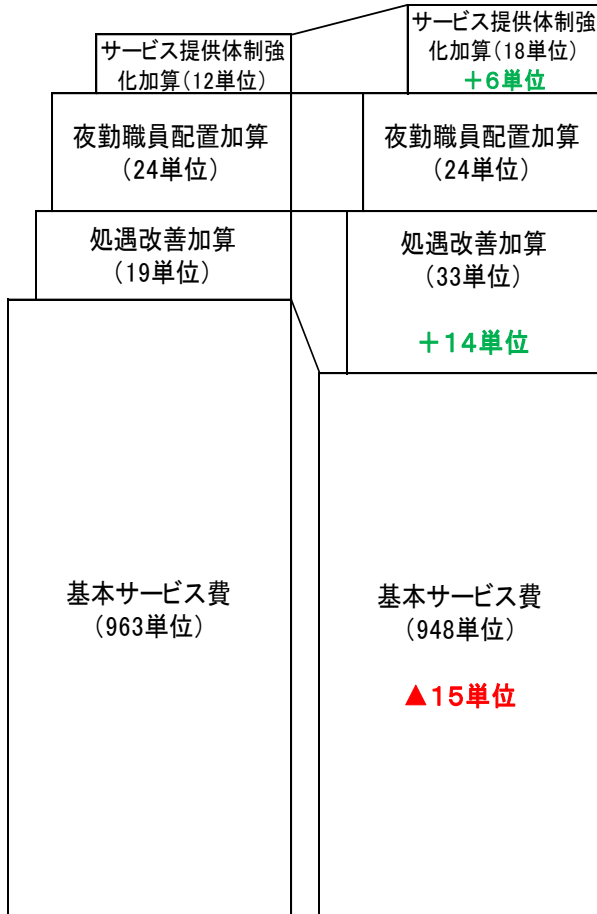 サービス提供体制強
化加算(12単位)
夜勤職員配置加算
(24単位)
処遇改善加算
(19単位)
基本サービス費
(963単位)
サービス提供体制強
化加算(18単位)
＋6単位
夜勤職員配置加算
(24単位)
処遇改善加算
(33単位)
＋14単位
基本サービス費
(948単位)
▲15単位